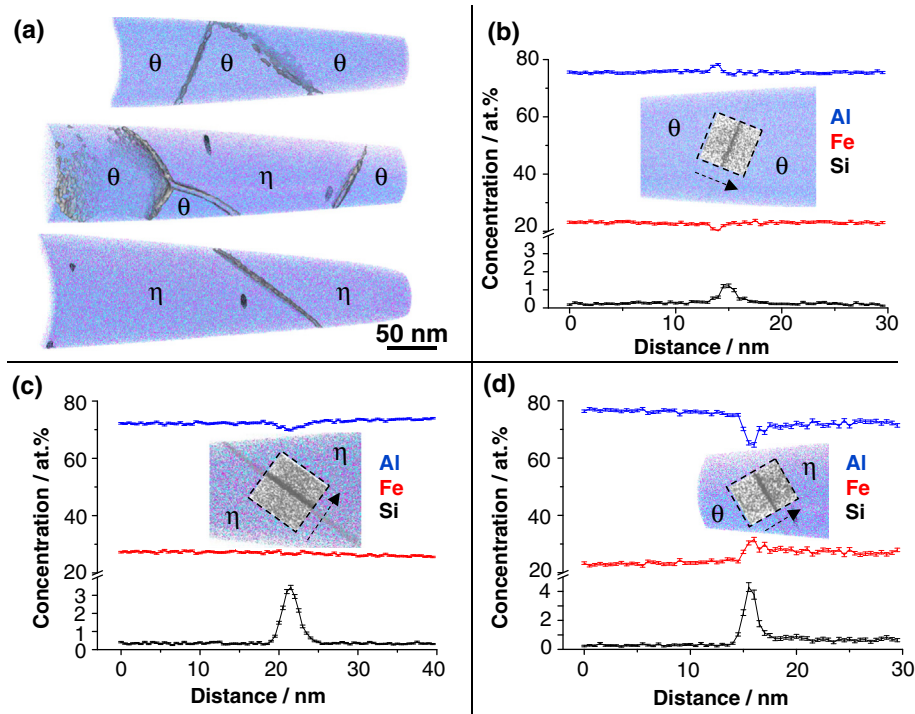 (a)
θ θ θ
θ η θ
θ
η η
50 nm
(b)
Concentration / at.%
80
60
40
20
3
2
1
0
θ
θ
Al
Fe
Si
0 10 20 30
Distance / nm
(c)
Concentration / at.%
80
60
40
20
3
2
1
0
η
η
Al
Fe
Si
0 10 20 30 40
Distance / nm
(d)
Concentration / at.%
80
60
40
20
4
2
0
η
θ
Al
Fe
Si
0 10 20 30
Distance / nm